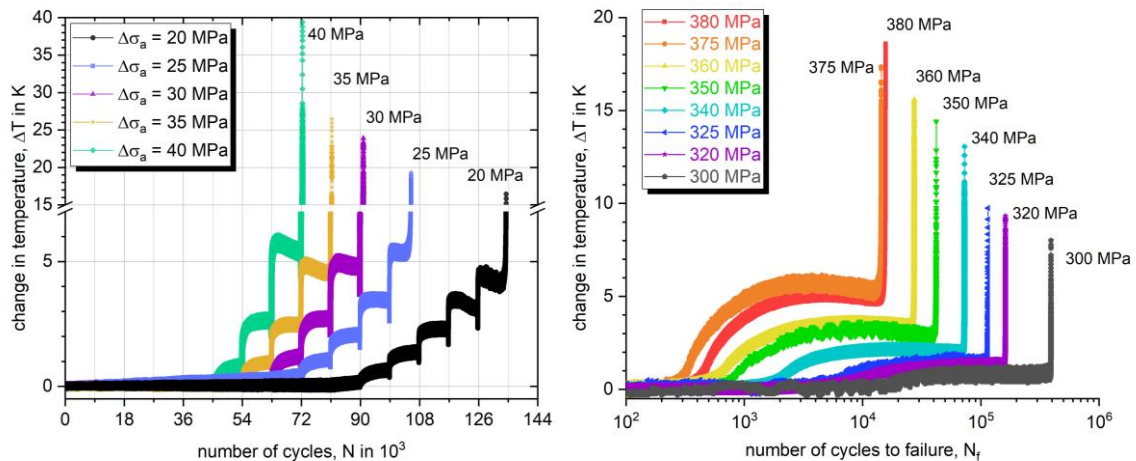 change in temperature, ΔT in K
40
35
30
25
20
15
5
0
Δσₐ = 20 MPa
Δσₐ = 25 MPa
Δσₐ = 30 MPa
Δσₐ = 35 MPa
Δσₐ = 40 MPa
40 MPa
35 MPa
30 MPa
25 MPa
20 MPa
0 18 36 54 72 90 108 126 144
number of cycles, N in 10³
change in temperature, ΔT in K
20
15
10
5
0
380 MPa
375 MPa
360 MPa
350 MPa
340 MPa
325 MPa
320 MPa
300 MPa
380 MPa
375 MPa
360 MPa
350 MPa
340 MPa
325 MPa
320 MPa
300 MPa
10² 10³ 10⁴ 10⁵ 10⁶
number of cycles to failure, N_f